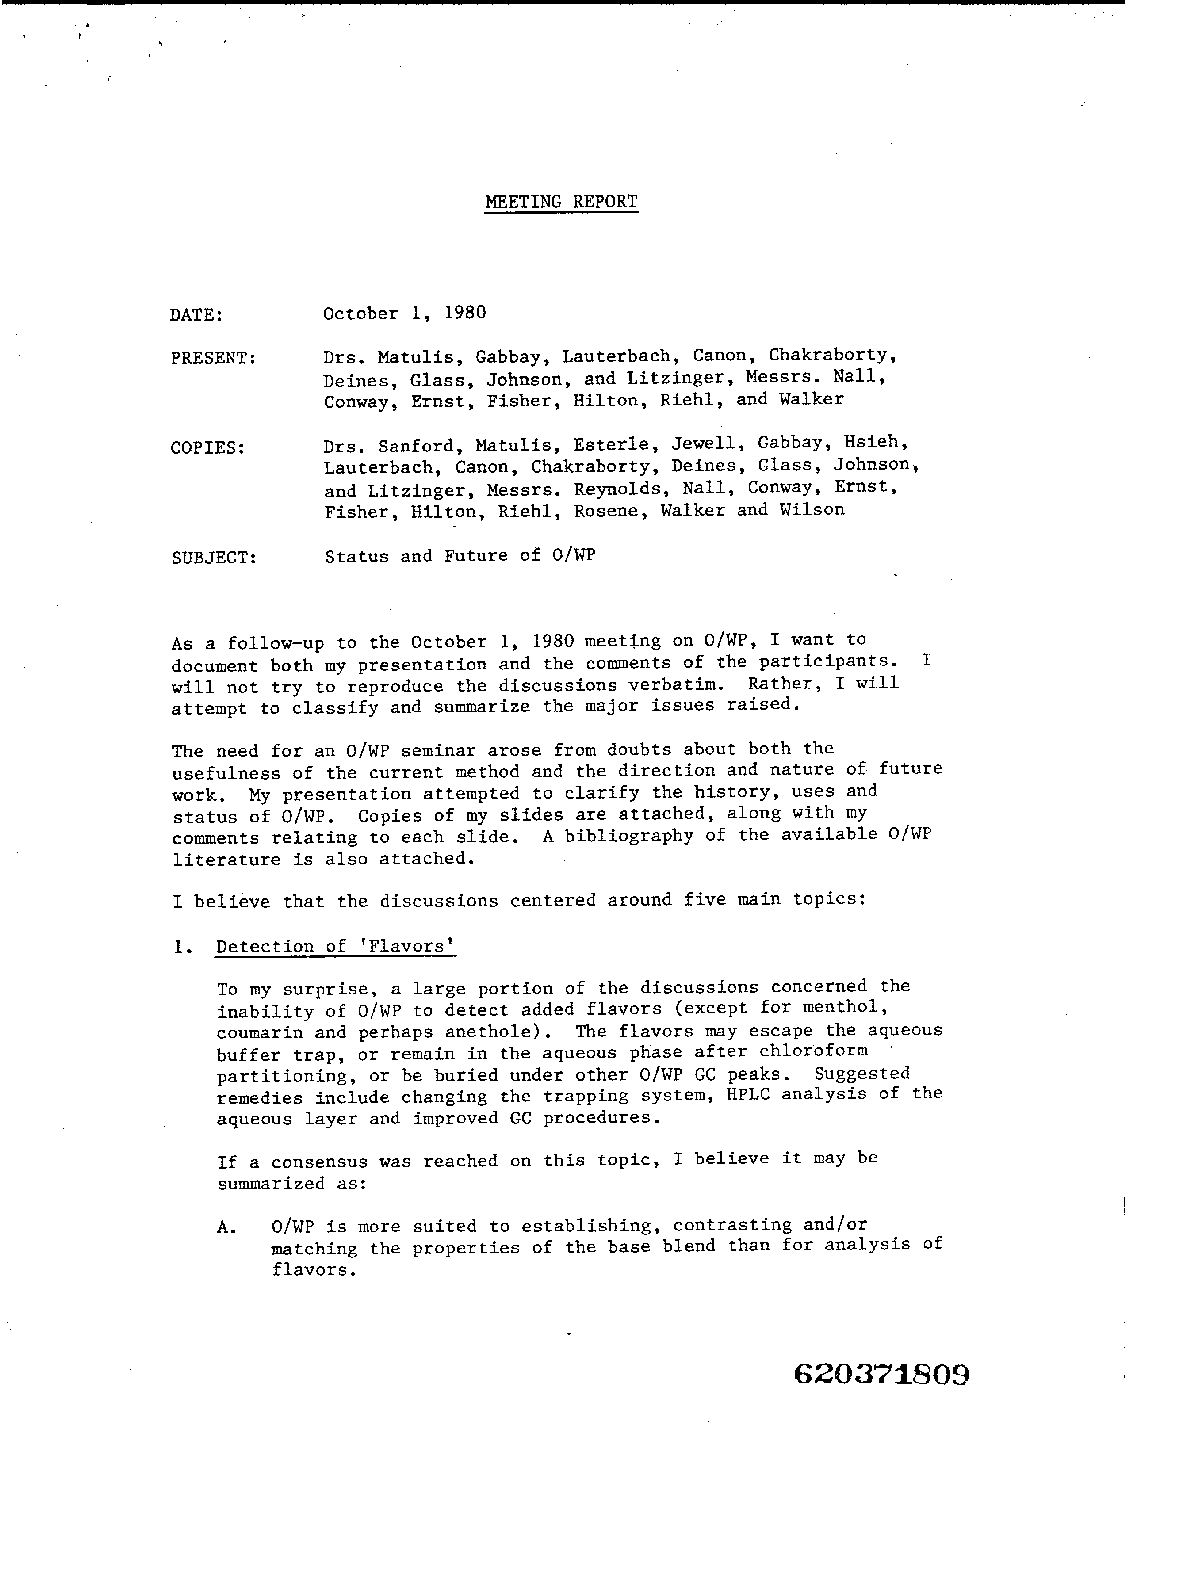 MEETING REPORT
DATE: October 1, 1980
PRESENT: Drs. Matulis, Gabbay, Lauterbach, Canon, Chakraborty,
Deines, Glass, Johnson, and Litzinger, Messrs. Nall,
Conway, Ernst, Fisher, Hilton, Riehl, and Walker
COPIES: Drs. Sanford, Matulis, Esterle, Jewell, Gabbay, Hsieh,
Lauterbach, Canon, Chakraborty, Deines, Glass, Johnson,
and Litzinger, Messrs. Reynolds, Nall, Conway, Ernst,
Fisher, Hilton, Riehl, Rosene, Walker and Wilson
SUBJECT: Status and Future of O/WP
As a follow-up to the October 1, 1980 meeting on O/WP, I want to
document both my presentation and the comments of the participants. I
will not try to reproduce the discussions verbatim. Rather, I will
attempt to classify and summarize the major issues raised.
The need for an O/WP seminar arose from doubts about both the
usefulness of the current method and the direction and nature of future
work. My presentation attempted to clarify the history, uses and
status of O/WP. Copies of my slides are attached, along with my
comments relating to each slide. A bibliography of the available O/WP
literature is also attached.
I believe that the discussions centered around five main topics:
1. Detection of 'Flavors'
To my surprise, a large portion of the discussions concerned the
inability of O/WP to detect added flavors (except for menthol,
coumarin and perhaps anethole). The flavors may escape the aqueous
buffer trap, or remain in the aqueous phase after chloroform
partitioning, or be buried under other O/WP GC peaks. Suggested
remedies include changing the trapping system, HPLC analysis of the
aqueous layer and improved GC procedures.
If a consensus was reached on this topic, I believe it may be
summarized as:
A. O/WP is more suited to establishing, contrasting and/or
matching the properties of the base blend than for analysis of
flavors.
620371809